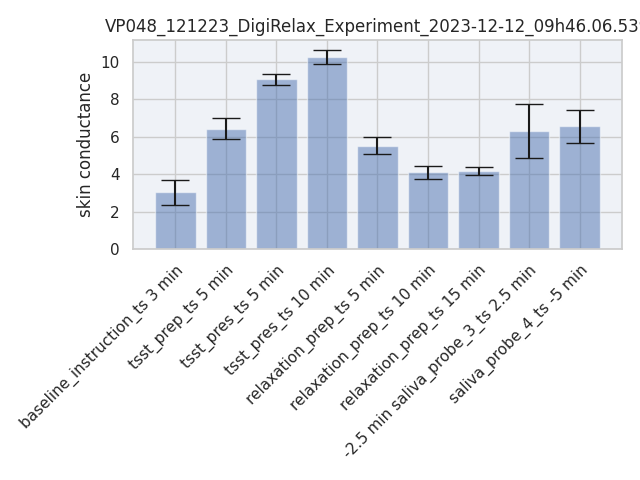 VP048_121223_DigiRelax_Experiment_2023-12-12_09h46.06.53
skin conductance
10
8
6
4
2
0
baseline_instruction_ts 3 min
tsst_prep_ts 5 min
tsst_pres_ts 5 min
tsst_pres_ts 10 min
relaxation_prep_ts 5 min
relaxation_prep_ts 10 min
relaxation_prep_ts 15 min
-2.5 min saliva_probe_3_ts 2.5 min
saliva_probe_4_ts -5 min